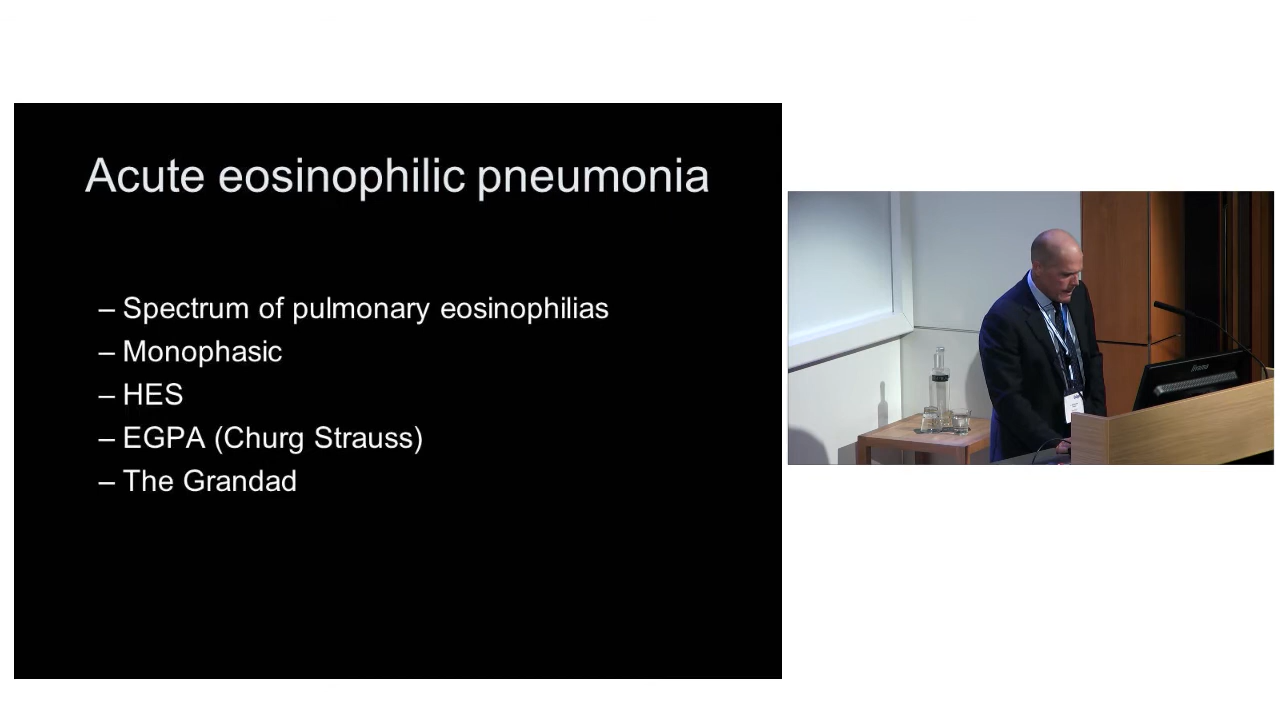 Acute eosinophilic pneumonia
– Spectrum of pulmonary eosinophilias
– Monophasic
– HES
– EGPA (Churg Strauss)
– The Grandad